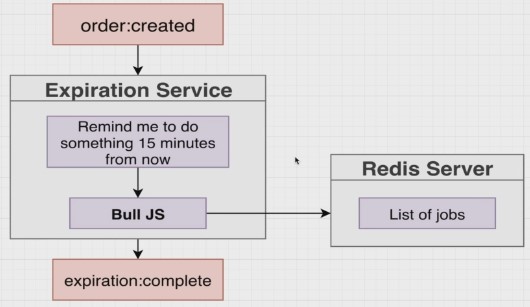 order:created
Expiration Service
Remind me to do
something 15 minutes
from now
Bull JS
Redis Server
List of jobs
expiration:complete